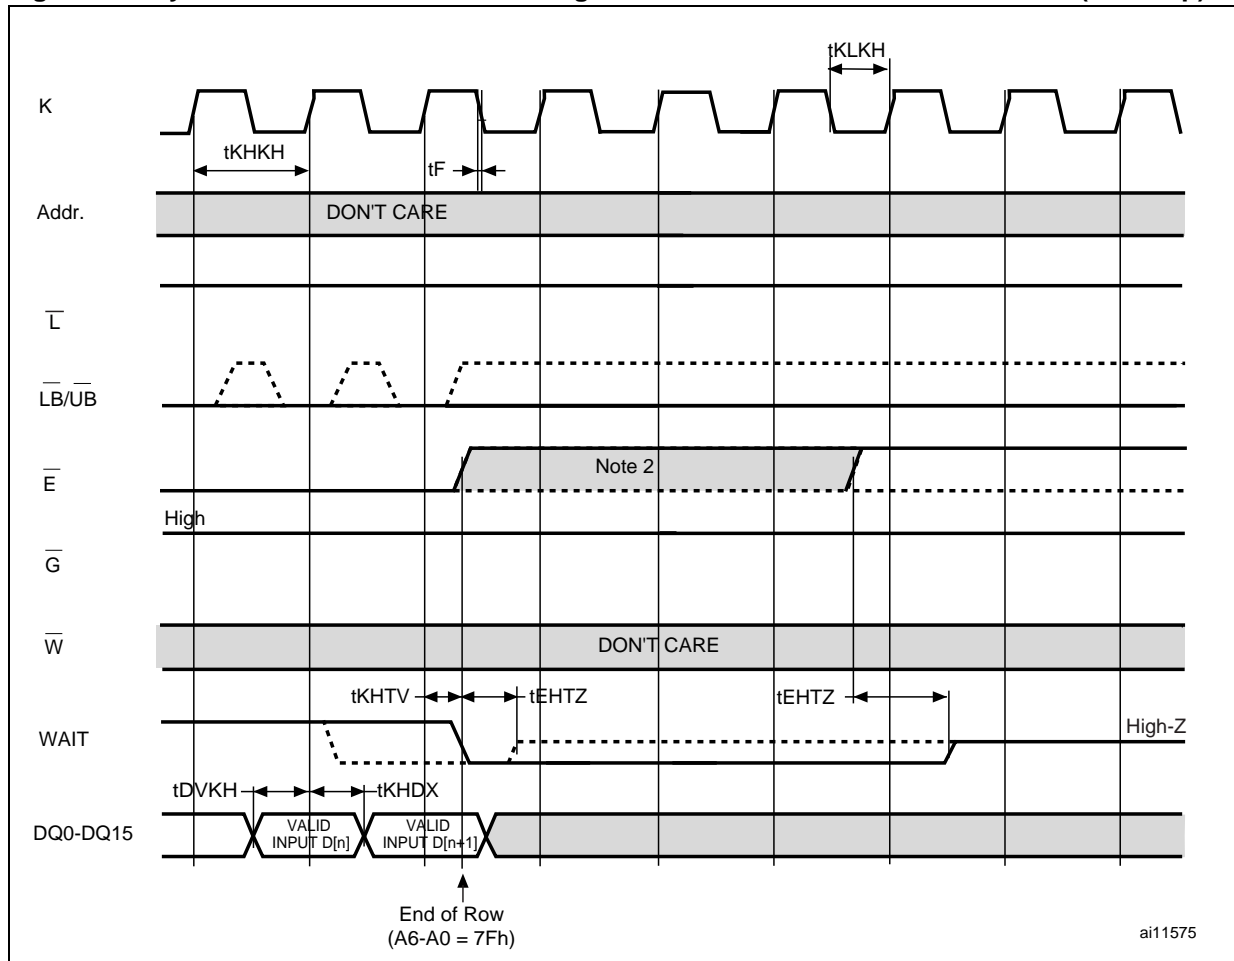 tKLKH
K
tKHKH
tF
Addr.
DON'T CARE
L
LB/UB
Note 2
E
High
G
W
DON'T CARE
tKHTV
tEHTZ
tEHTZ
WAIT
High-Z
tDVKH
tKHDX
DQ0-DQ15
VALID
INPUT D[n]
VALID
INPUT D[n+1]
End of Row
(A6-A0 = 7Fh)
ai11575